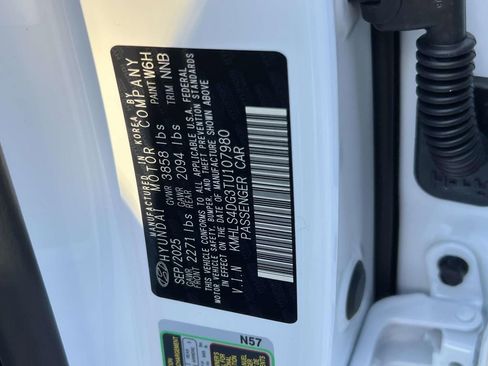 MANUFACTURED IN KOREA BY
HYUNDAI MOTOR COMPANY
SEP/2025 GVWR 3858 lbs PAINT W6H
GAWR FRONT 2271 lbs GAWR REAR 2094 lbs TRIM NNB
THIS VEHICLE CONFORMS TO ALL APPLICABLE U.S.A. FEDERAL
MOTOR VEHICLE SAFETY, BUMPER, AND THEFT PREVENTION STANDARDS
IN EFFECT ON THE DATE OF MANUFACTURE SHOWN ABOVE
V.I.N KMHLS4DG3TU107980
PASSENGER CAR
N57